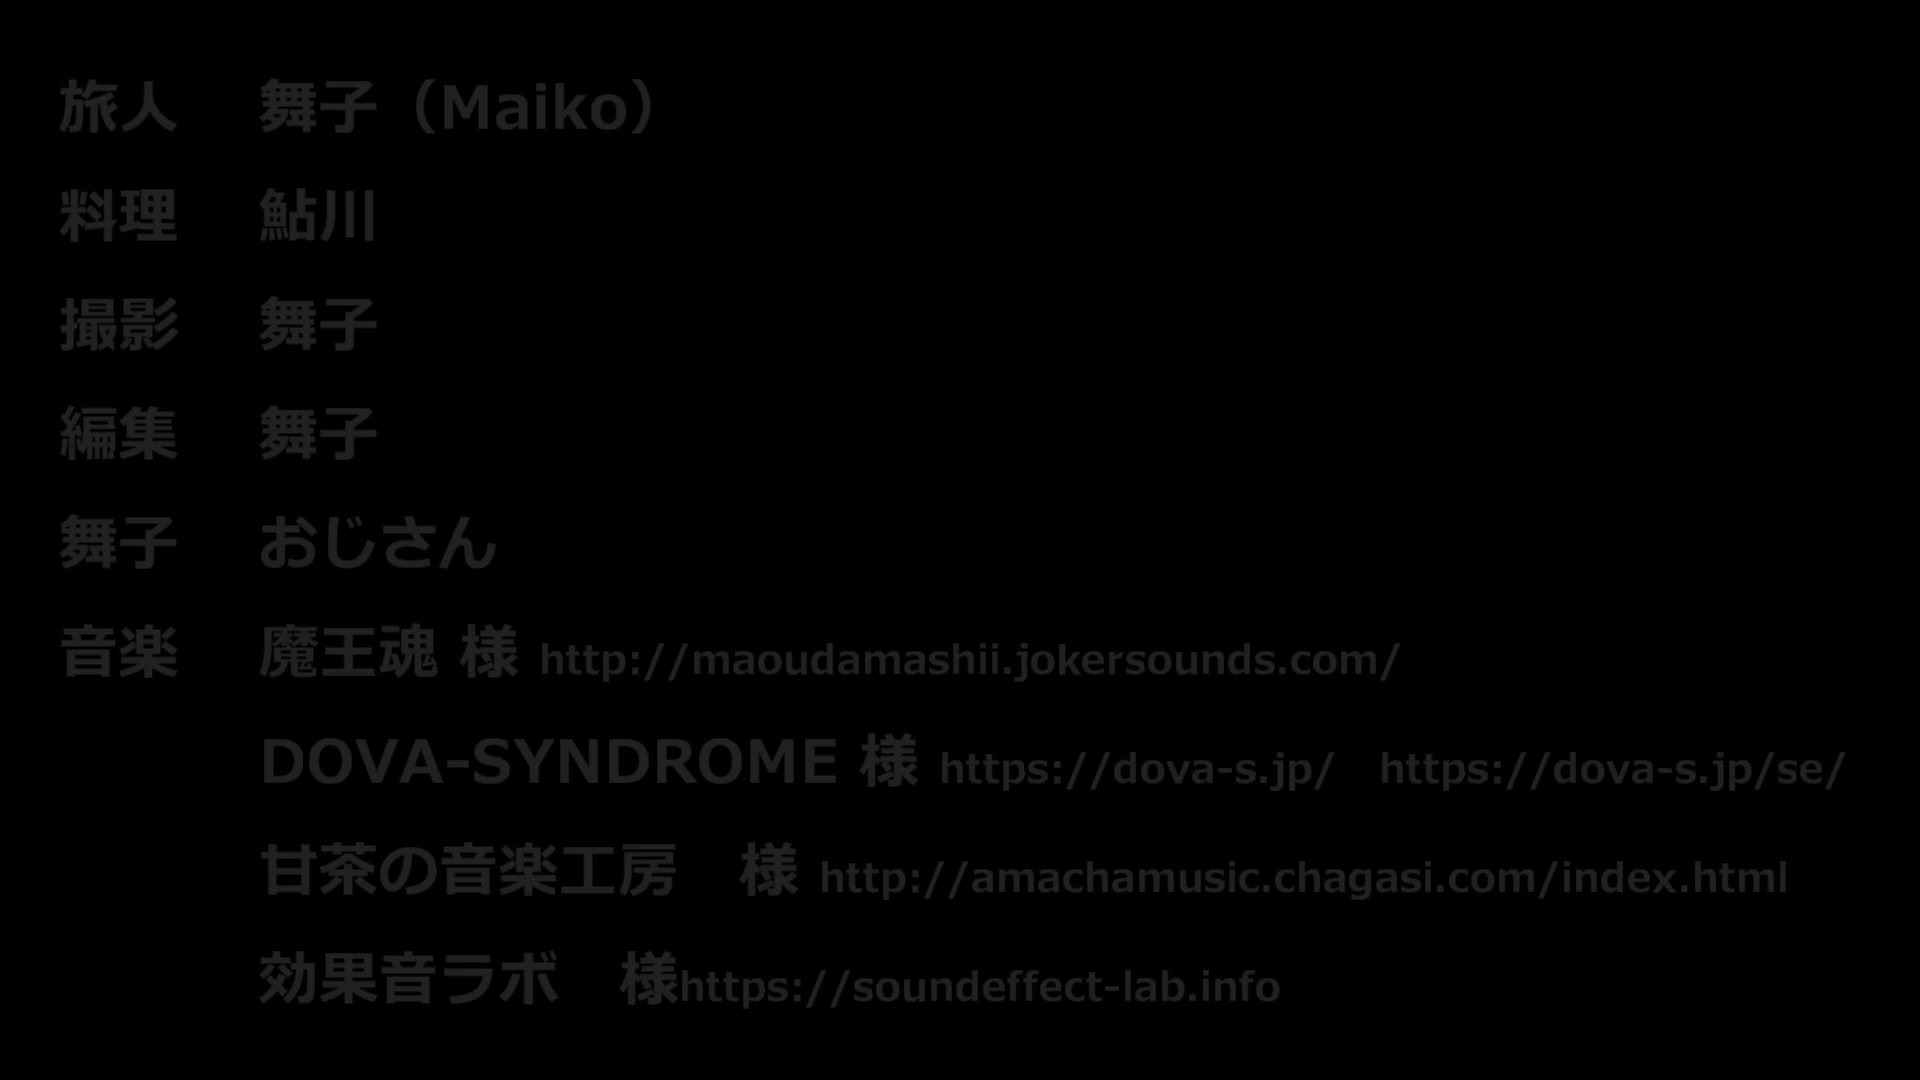 旅人　舞子（Maiko）
料理　鮎川
撮影　舞子
編集　舞子
舞子　おじさん
音楽　魔王魂 様 http://maoudamashii.jokersounds.com/
DOVA-SYNDROME 様 https://dova-s.jp/　https://dova-s.jp/se/
甘茶の音楽工房　様 http://amachamusic.chagasi.com/index.html
効果音ラボ　様https://soundeffect-lab.info